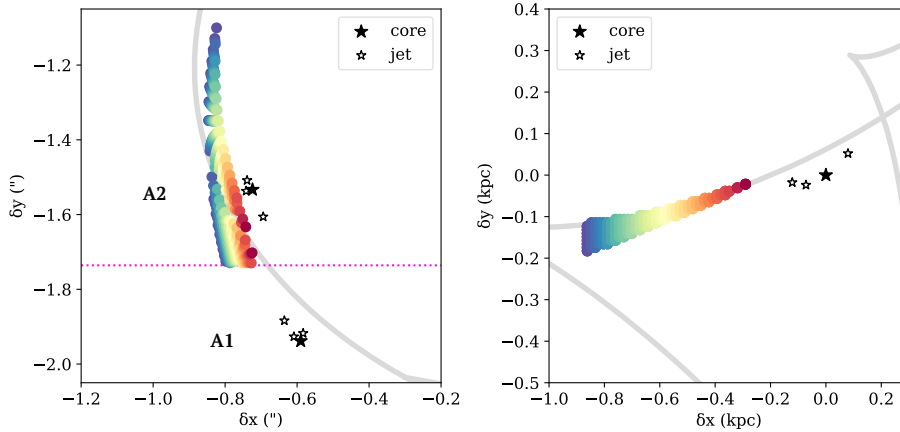 core
jet
A2
A1
−1.2
−1.4
−1.6
−1.8
−2.0
δy (")
−1.2
−1.0
−0.8
−0.6
−0.4
−0.2
δx (")
core
jet
0.4
0.3
0.2
0.1
0.0
−0.1
−0.2
−0.3
−0.4
−0.5
δy (kpc)
−1.0
−0.8
−0.6
−0.4
−0.2
0.0
0.2
δx (kpc)